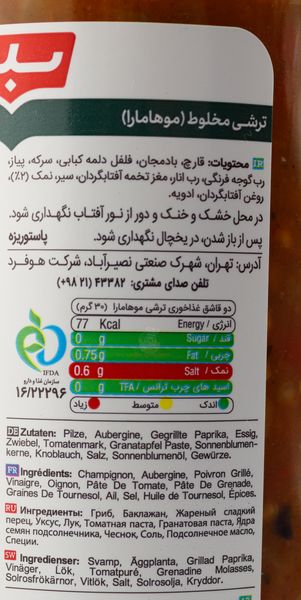 ترشی مخلوط (موهامارا)
IR محتویات: قارچ، بادمجان، فلفل دلمه کبابی، سرکه، پیاز،
رب گوجه فرنگی، رب انار، مغز تخمه آفتابگردان، سیر، نمک (۲٪)،
روغن آفتابگردان، ادویه.
در محل خشک و خنک و دور از نور آفتاب نگهداری شود.
پس از باز شدن، در یخچال نگهداری شود. پاستوریزه
آدرس: تهران، شهرک صنعتی نصیرآباد، شرکت هوفرد
تلفن صدای مشتری: ۴۳۳۸۲ (۰۹۸۲۱)
دو قاشق غذاخوری ترشی موهامارا (۳۰ گرم)
77 Kcal انرژی / Energy
0 g قند / Sugar
0.75 g چربی / Fat
0.6 g نمک / Salt
0 g اسید های چرب ترانس / TFA
اندک متوسط زیاد
IFDA
سازمان غذا و دارو
۱۶/۲۲۲۹۶
DE Zutaten: Pilze, Aubergine, Gegrillte Paprika, Essig,
Zwiebel, Tomatenmark, Granatapfel Paste, Sonnenblumen-
kerne, Knoblauch, Salz, Sonnenblumenöl, Gewürze.
FR Ingrédients: Champignon, Aubergine, Poivron Grillé,
Vinaigre, Oignon, Pâte De Tomate, Pâte De Grenade,
Graines De Tournesol, Ail, Sel, Huile de Tournesol, Épices.
RU Ингредиенты: Гриб, Баклажан, Жареный сладкий
перец, Уксус, Лук, Томатная паста, Гранатовая паста, Ядра
семян подсолнечника, Чеснок, Соль, Подсолнечное масло,
Специи.
SW Ingredienser: Svamp, Äggplanta, Grillad Paprika,
Vinäger, Lök, Tomatpuré, Grenadine Molasses,
Solrosfrökärnor, Vitlök, Salt, Solrosolja, Kryddor.